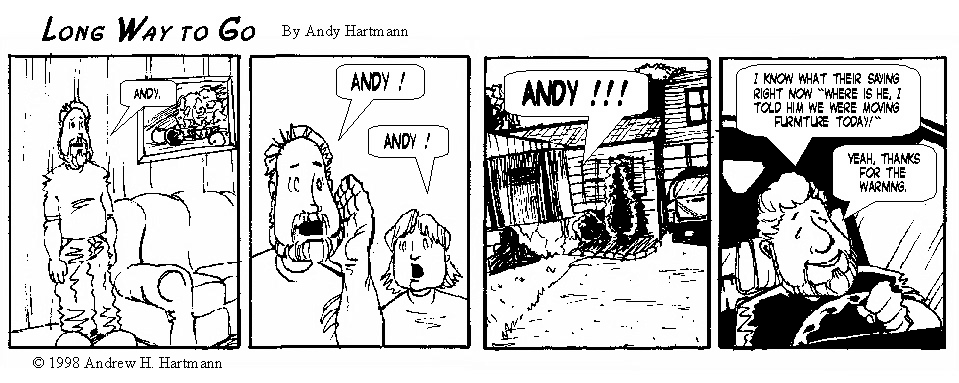 LONG WAY TO GO
By Andy Hartmann
ANDY.
ANDY !
ANDY !
ANDY !!!
I KNOW WHAT THEIR SAYING
RIGHT NOW "WHERE IS HE, I
TOLD HIM WE WERE MOVING
FURNITURE TODAY!"
YEAH, THANKS
FOR THE
WARNING.
© 1998 Andrew H. Hartmann